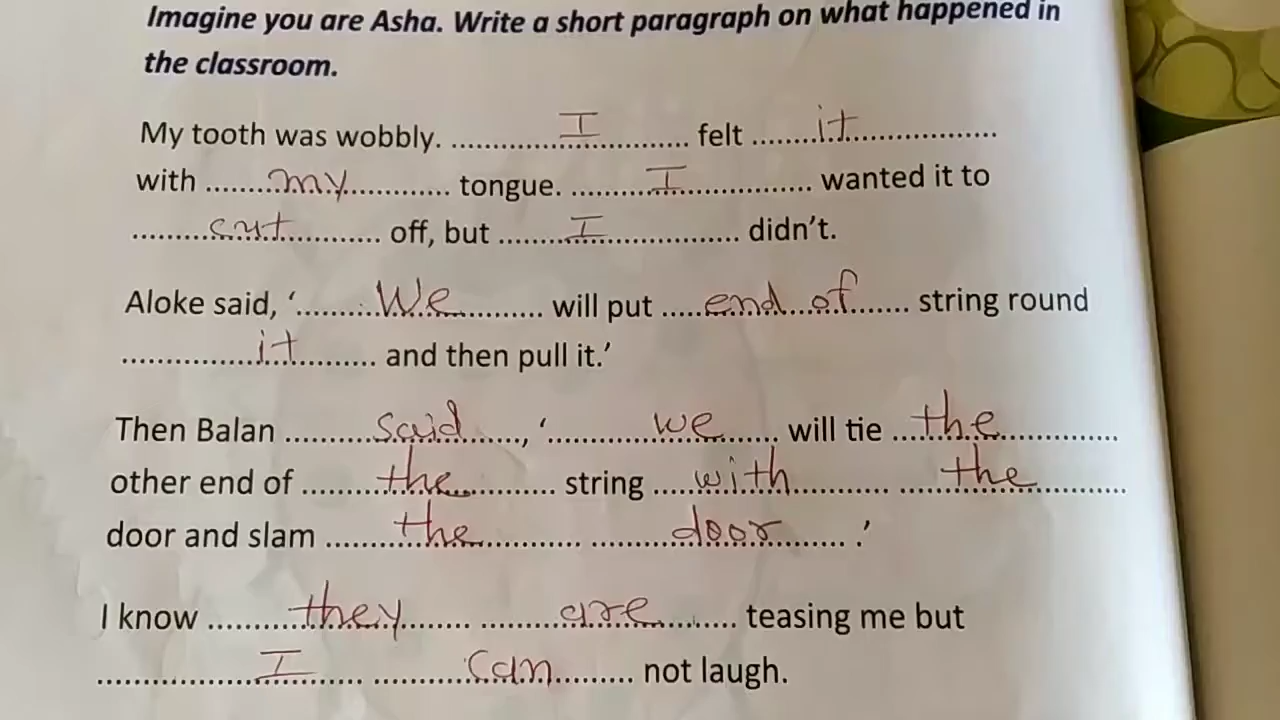 Imagine you are Asha. Write a short paragraph on what happened in
the classroom.
My tooth was wobbly. I felt it
with my tongue. I wanted it to
cut off, but I didn't.
Aloke said, 'We will put end of string round
it and then pull it.'
Then Balan said, 'we will tie the
other end of the string with the
door and slam the door.'
I know they are teasing me but
I can not laugh.